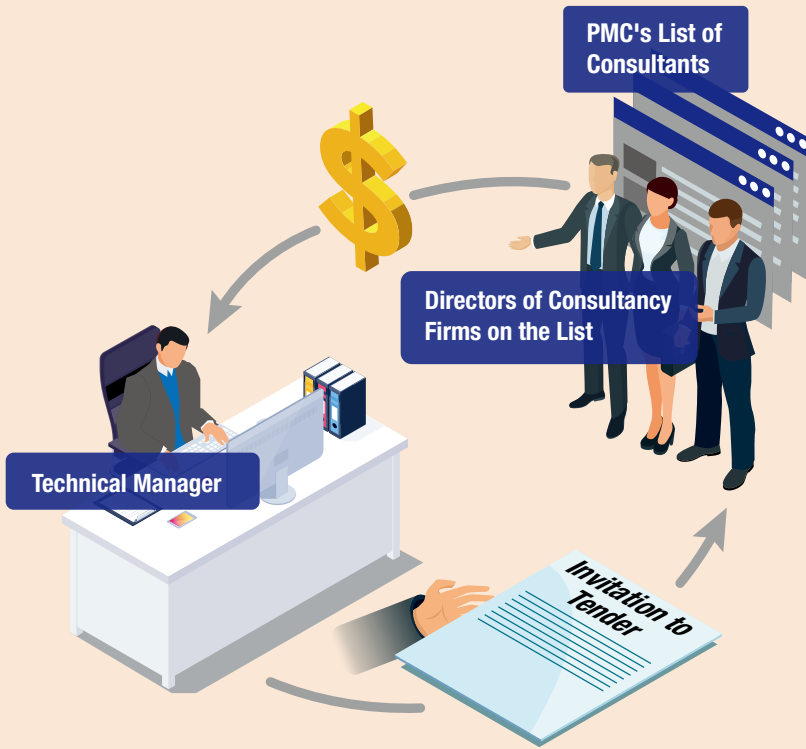 PMC's List of
Consultants
$
Directors of Consultancy
Firms on the List
Technical Manager
Invitation to
Tender